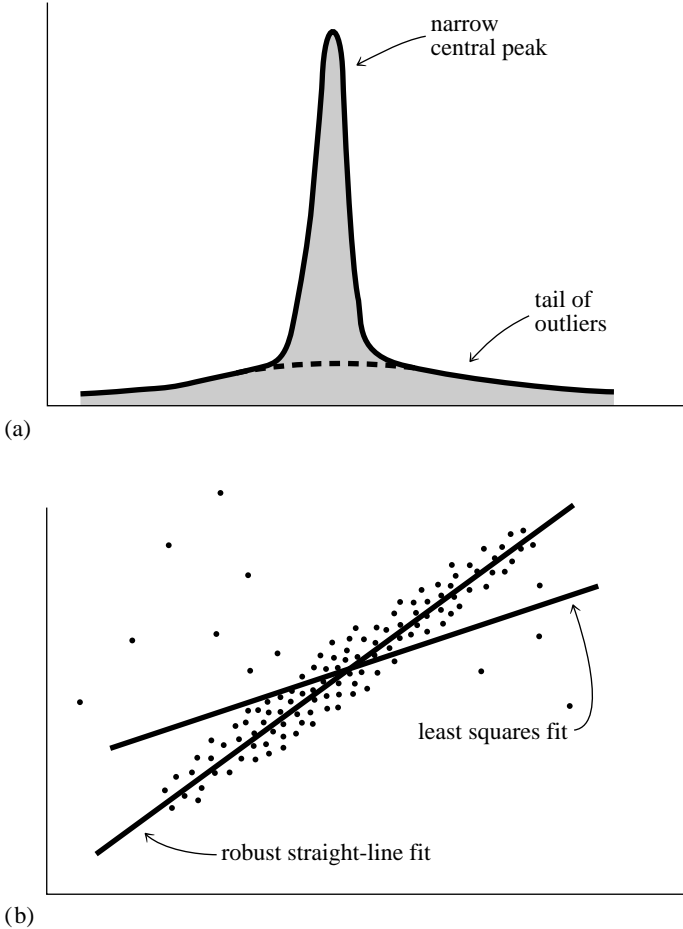 narrow
central peak
tail of
outliers
(a)
least squares fit
robust straight-line fit
(b)